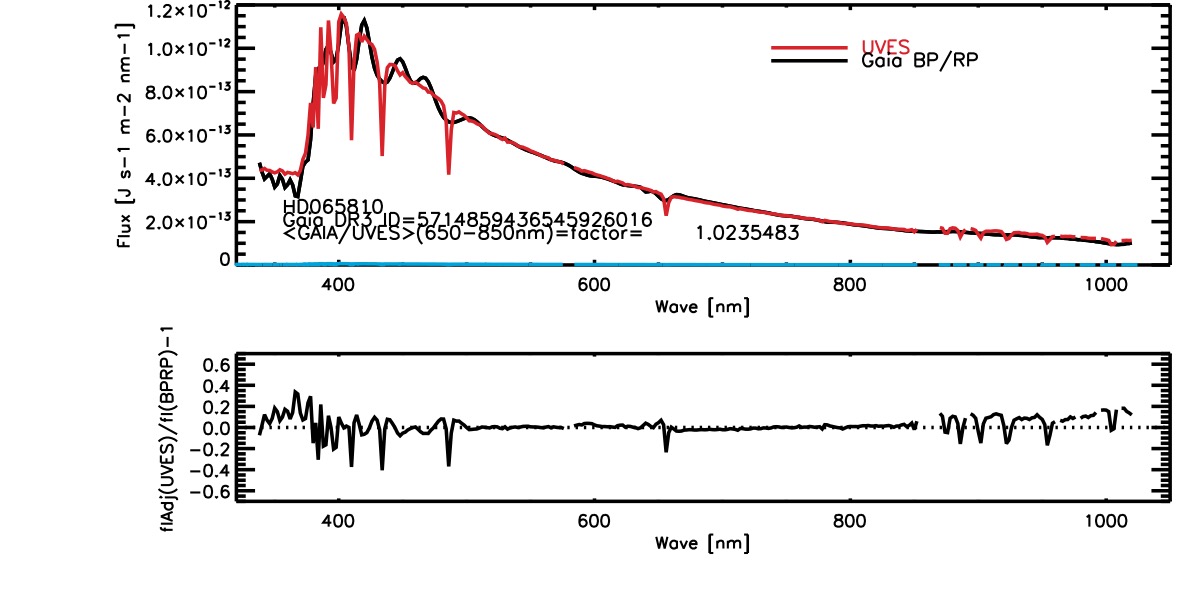 1.2×10−12
1.0×10−12
8.0×10−13
6.0×10−13
4.0×10−13
2.0×10−13
0
Flux [J s−1 m−2 nm−1]
UVES
Gaia BP/RP
HD065810
Gaia DR3 ID=5714859436545926016
<GAIA/UVES>(650−850nm)=factor= 1.0235483
400 600 800 1000
Wave [nm]
flAdj(UVES)/fl(BPRP)−1
0.6
0.4
0.2
0.0
−0.2
−0.4
−0.6
400 600 800 1000
Wave [nm]